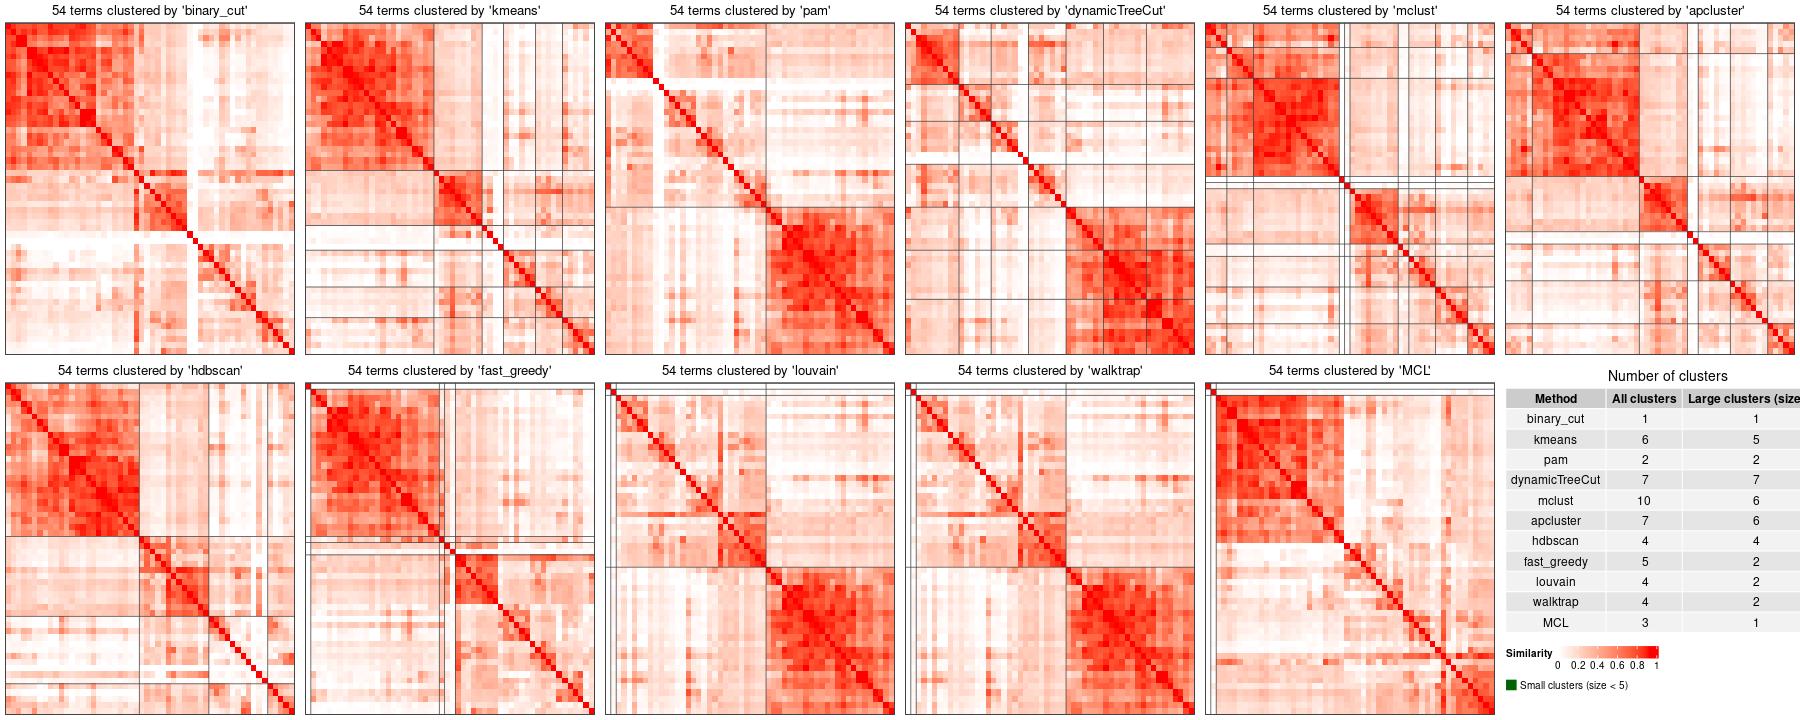 54 terms clustered by 'binary_cut'
54 terms clustered by 'kmeans'
54 terms clustered by 'pam'
54 terms clustered by 'dynamicTreeCut'
54 terms clustered by 'mclust'
54 terms clustered by 'apcluster'
54 terms clustered by 'hdbscan'
54 terms clustered by 'fast_greedy'
54 terms clustered by 'louvain'
54 terms clustered by 'walktrap'
54 terms clustered by 'MCL'
Number of clusters
Method All clusters Large clusters (size
binary_cut 1 1
kmeans 6 5
pam 2 2
dynamicTreeCut 7 7
mclust 10 6
apcluster 7 6
hdbscan 4 4
fast_greedy 5 2
louvain 4 2
walktrap 4 2
MCL 3 1
Similarity
0 0.2 0.4 0.6 0.8 1
Small clusters (size < 5)